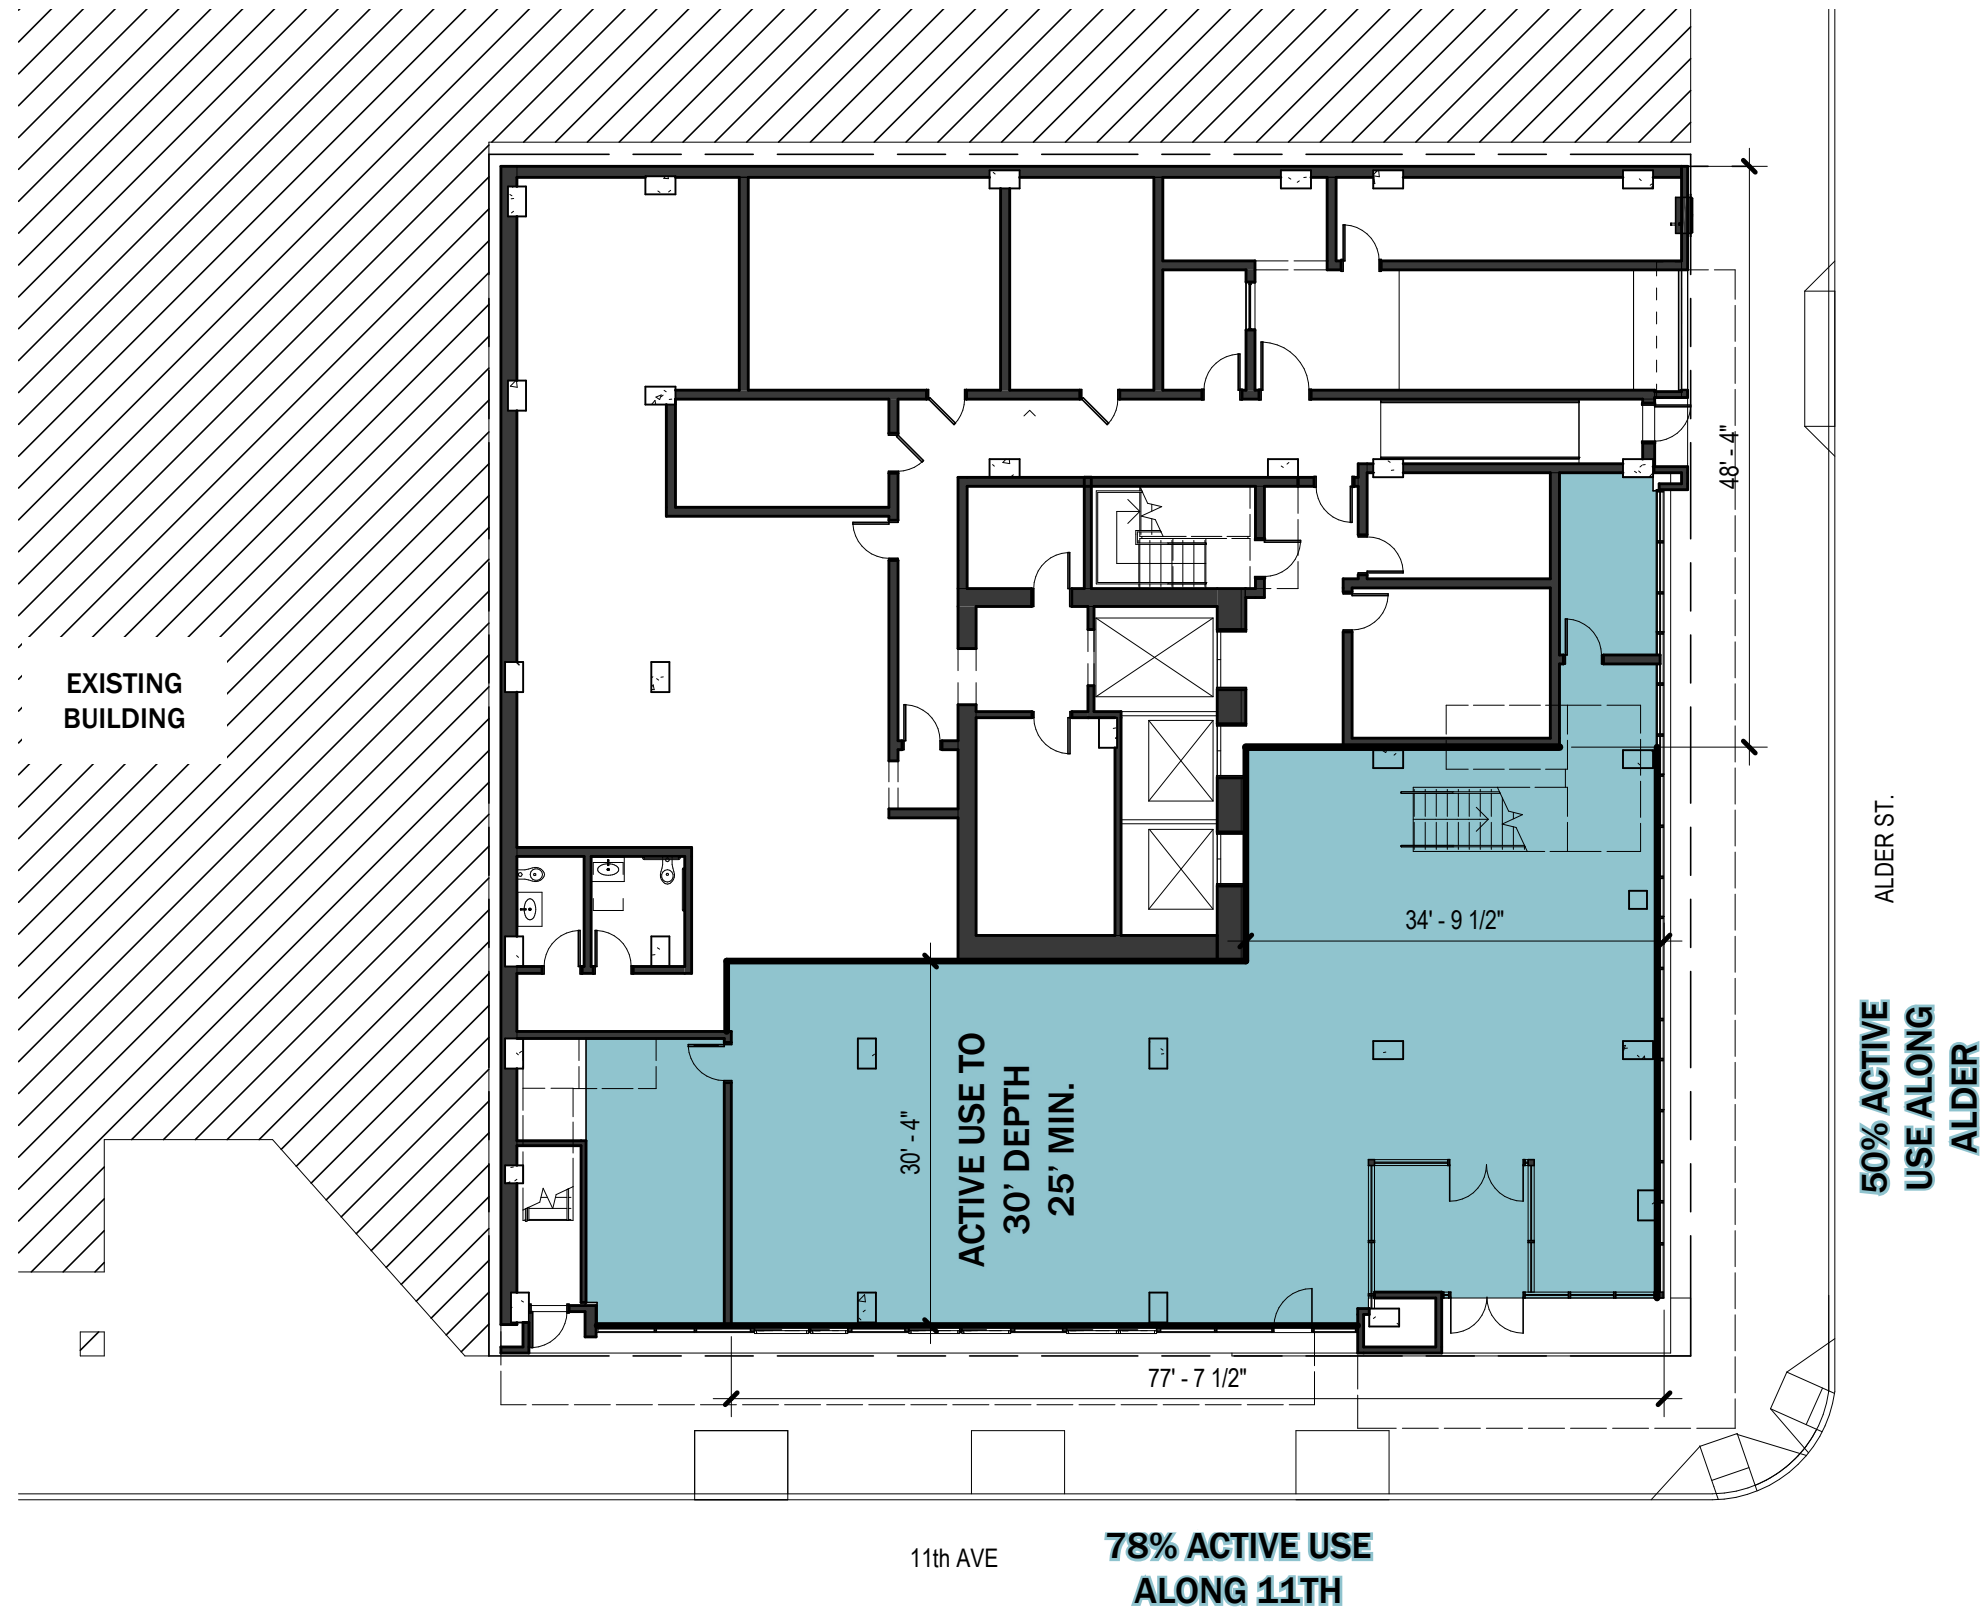 EXISTING
BUILDING
48' - 4"
ALDER ST.
34' - 9 1/2"
30' - 4"
ACTIVE USE TO
30’ DEPTH
25’ MIN.
50% ACTIVE
USE ALONG
ALDER
77' - 7 1/2"
11th AVE
78% ACTIVE USE
ALONG 11TH